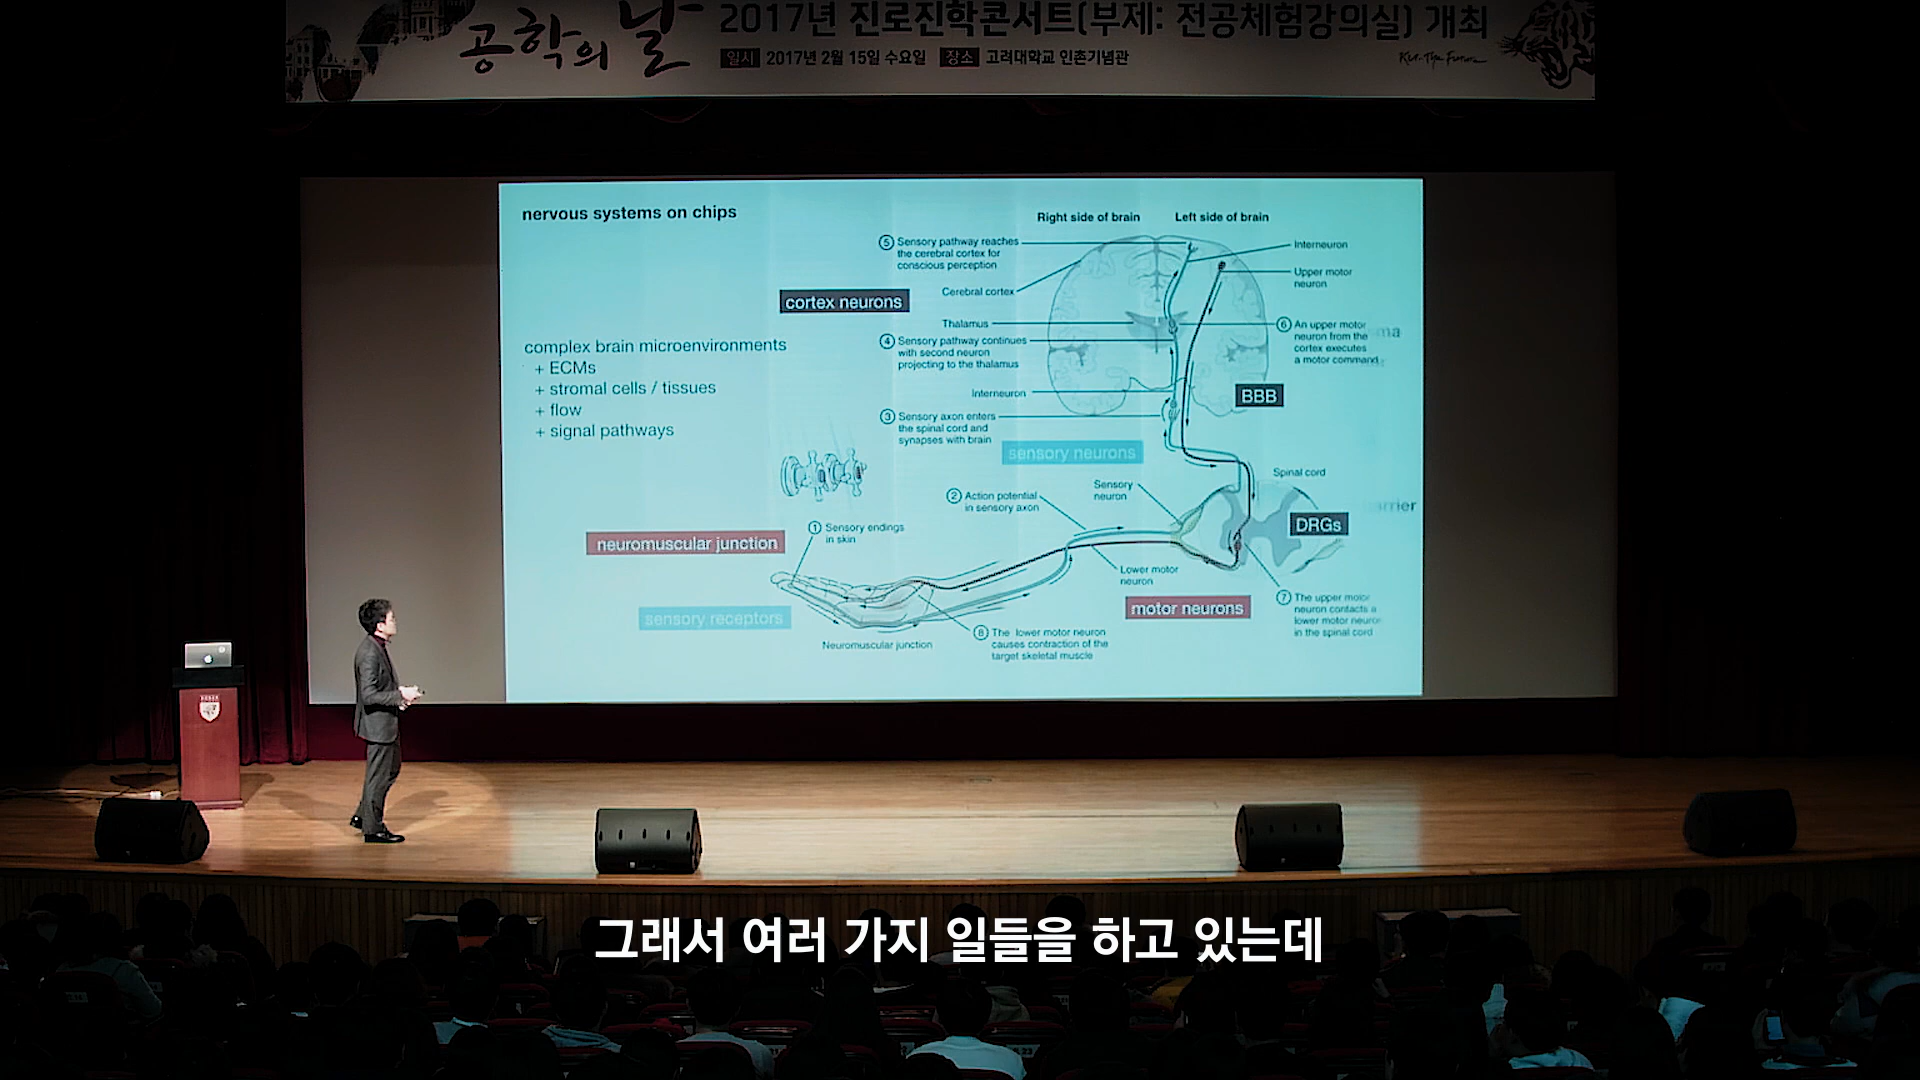 공학의 날
2017년 진로진학콘서트(부제: 전공체험강의실) 개최
일시 2017년 2월 15일 수요일 장소 고려대학교 인촌기념관
nervous systems on chips
Right side of brain
Left side of brain
5 Sensory pathway reaches
the cerebral cortex for
conscious perception
Interneuron
Upper motor
neuron
Cerebral cortex
cortex neurons
Thalamus
4 Sensory pathway continues
with second neuron
projecting to the thalamus
6 An upper motor
neuron from the
cortex executes
a motor command
complex brain microenvironments
+ ECMs
+ stromal cells / tissues
+ flow
+ signal pathways
Interneuron
BBB
3 Sensory axon enters
the spinal cord and
synapses with brain
sensory neurons
Spinal cord
Sensory
neuron
2 Action potential
in sensory axon
DRGs
1 Sensory endings
in skin
neuromuscular junction
Lower motor
neuron
motor neurons
7 The upper motor
neuron contacts a
lower motor neuron
in the spinal cord
sensory receptors
Neuromuscular junction
8 The lower motor neuron
causes contraction of the
target skeletal muscle
그래서 여러 가지 일들을 하고 있는데